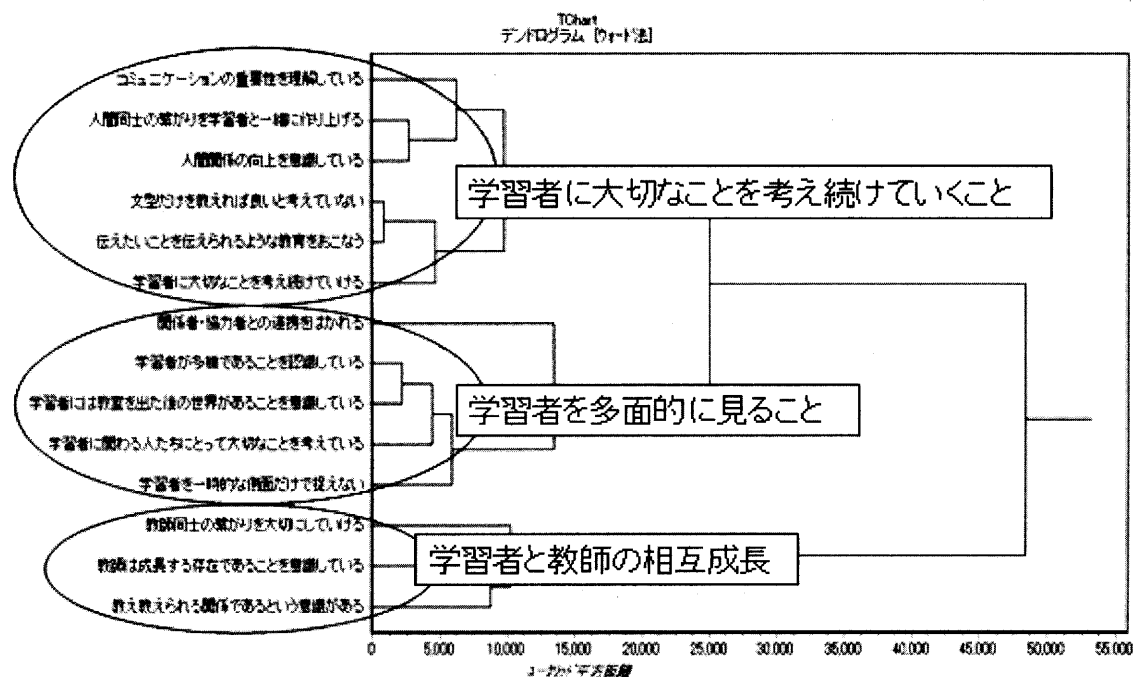 TChart
デンドログラム [ウォード法]
コミュニケーションの重要性を理解している
人間同士の繋がりを学習者と一緒に作り上げる
人間関係の向上を意識している
文型だけを教えれば良いと考えていない
伝えたいことを伝えられるような教育をおこなう
学習者に大切なことを考え続けていける
学習者に大切なことを考え続けていくこと
関係者・協力者との連携をはかれる
学習者が多様であることを認識している
学習者には教室を出た後の世界があることを意識している
学習者に関わる人たちにとって大切なことを考えている
学習者を一時的な側面だけで捉えない
学習者を多面的に見ること
教師同士の繋がりを大切にしていける
教師は成長する存在であることを意識している
教え教えられる関係であるという意識がある
学習者と教師の相互成長
0 5.000 10.000 15.000 20.000 25.000 30.000 35.000 40.000 45.000 50.000 55.000
ユークリッド平方距離